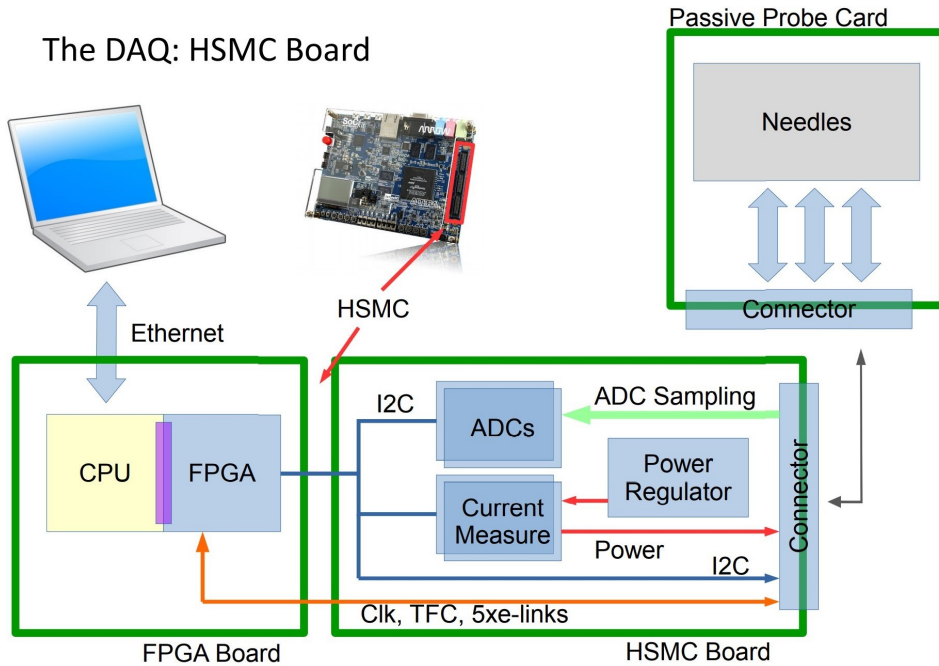 The DAQ: HSMC Board
Passive Probe Card
Needles
Connector
HSMC
Ethernet
CPU
FPGA
I2C
ADCs
ADC Sampling
Power
Regulator
Current
Measure
Power
I2C
Clk, TFC, 5xe-links
Connector
FPGA Board
HSMC Board